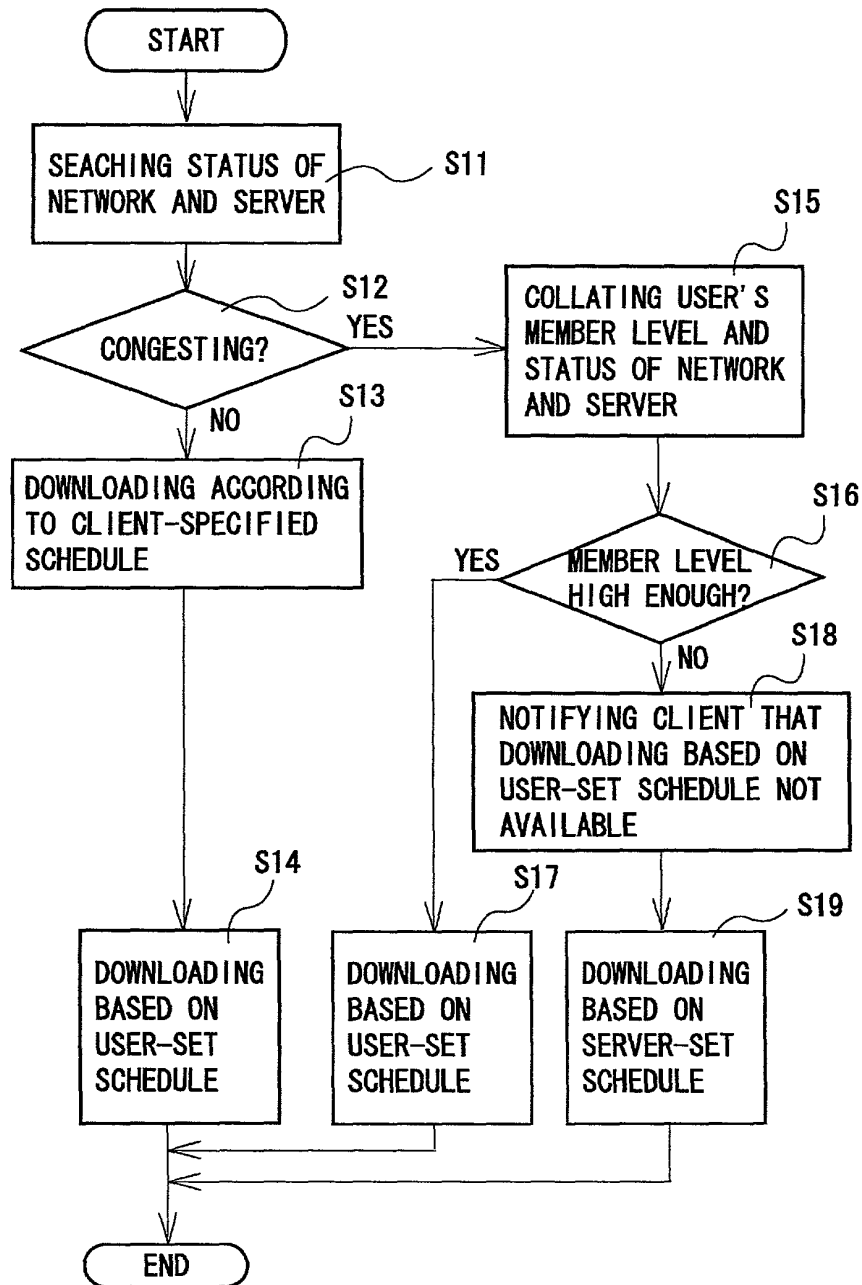 START
SEACHING STATUS OF
NETWORK AND SERVER
S11
S12
CONGESTING?
YES
NO
S13
DOWNLOADING ACCORDING
TO CLIENT-SPECIFIED
SCHEDULE
S15
COLLATING USER'S
MEMBER LEVEL AND
STATUS OF NETWORK
AND SERVER
S16
MEMBER LEVEL
HIGH ENOUGH?
YES
NO
S18
NOTIFYING CLIENT THAT
DOWNLOADING BASED ON
USER-SET SCHEDULE NOT
AVAILABLE
S14
DOWNLOADING
BASED ON
USER-SET
SCHEDULE
S17
DOWNLOADING
BASED ON
USER-SET
SCHEDULE
S19
DOWNLOADING
BASED ON
SERVER-SET
SCHEDULE
END